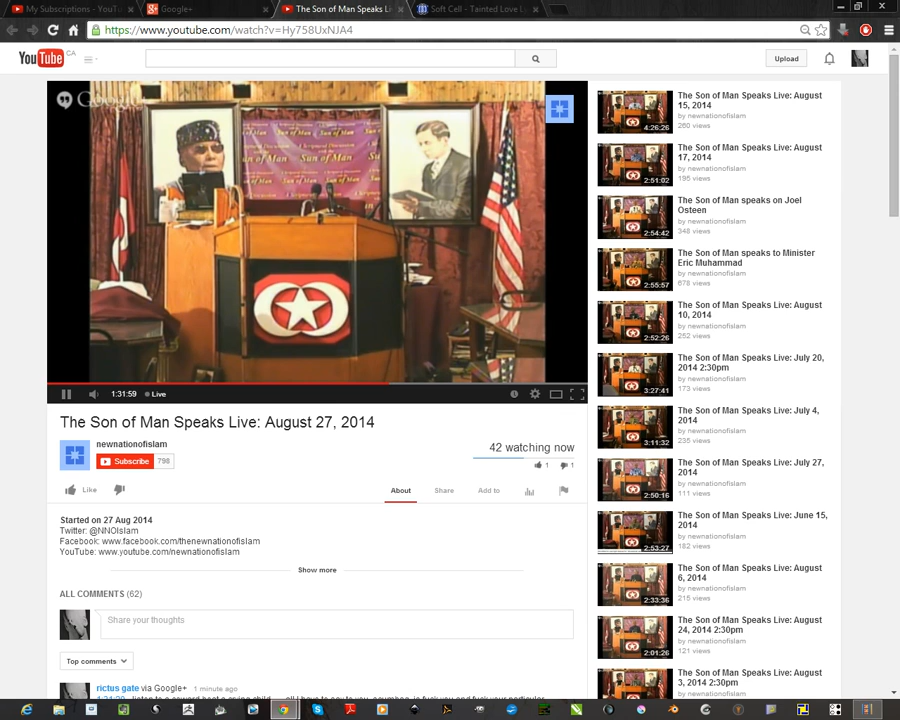 My Subscriptions - YouT
Google+
The Son of Man Speaks Li
Soft Cell - Tainted Love L
https://www.youtube.com/watch?v=Hy758UxNJA4
YouTube CA
Upload
Google
Son of Man
1:31:59 Live
The Son of Man Speaks Live: August 27, 2014
newnationofislam
Subscribe 798
42 watching now
1 1
Like
About Share Add to
Started on 27 Aug 2014
Twitter: @NNOIslam
Facebook: www.facebook.com/thenewnationofislam
YouTube: www.youtube.com/newnationofislam
Show more
ALL COMMENTS (62)
Share your thoughts
Top comments
rictus gate via Google+ 1 minute ago
The Son of Man Speaks Live: August
15, 2014
by newnationofislam
260 views
4:26:26
The Son of Man Speaks Live: August
17, 2014
by newnationofislam
195 views
2:51:02
The Son of Man speaks on Joel
Osteen
by newnationofislam
348 views
2:54:42
The Son of Man speaks to Minister
Eric Muhammad
by newnationofislam
678 views
2:55:57
The Son of Man Speaks Live: August
10, 2014
by newnationofislam
252 views
2:52:26
The Son of Man Speaks Live: July 20,
2014 2:30pm
by newnationofislam
173 views
3:27:41
The Son of Man Speaks Live: July 4,
2014
by newnationofislam
235 views
3:11:32
The Son of Man Speaks Live: July 27,
2014
by newnationofislam
111 views
2:50:16
The Son of Man Speaks Live: June 15,
2014
by newnationofislam
182 views
2:53:27
The Son of Man Speaks Live: August
6, 2014
by newnationofislam
215 views
2:33:36
The Son of Man Speaks Live: August
24, 2014 2:30pm
by newnationofislam
121 views
2:01:26
The Son of Man Speaks Live: August
3, 2014 2:30pm
by newnationofislam